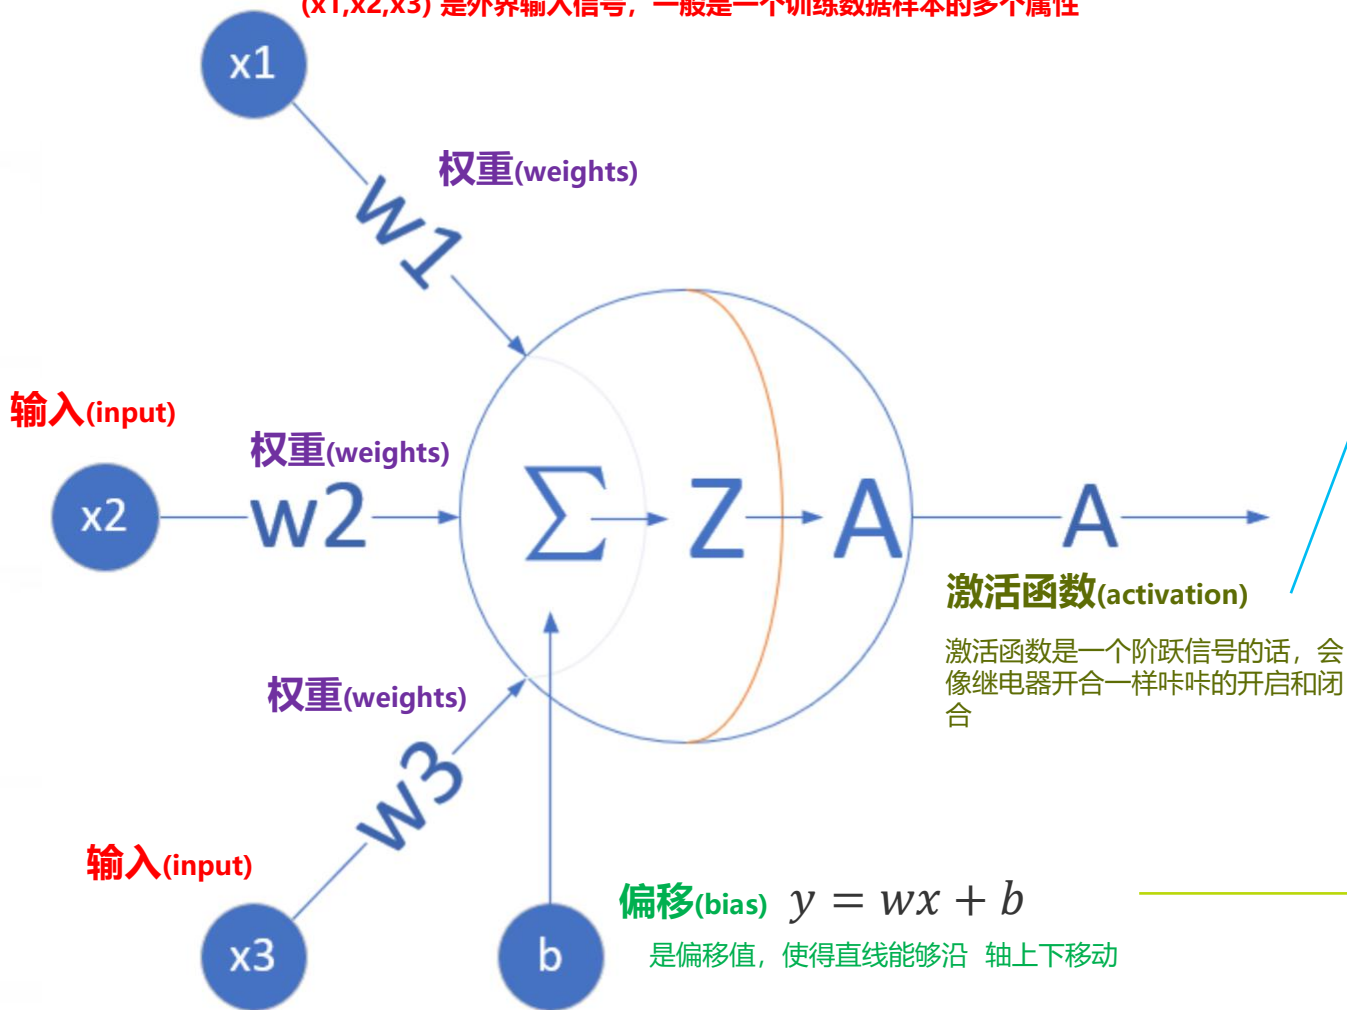 (x1,x2,x3) 是外界输入信号，一般是一个训练数据样本的多个属性
x1
权重(weights)
w1
输入(input)
权重(weights)
x2
w2
Σ
Z
A
A
激活函数(activation)
激活函数是一个阶跃信号的话，会
像继电器开合一样咔咔的开启和闭
合
权重(weights)
w3
输入(input)
x3
b
偏移(bias) y = wx + b
是偏移值，使得直线能够沿 轴上下移动